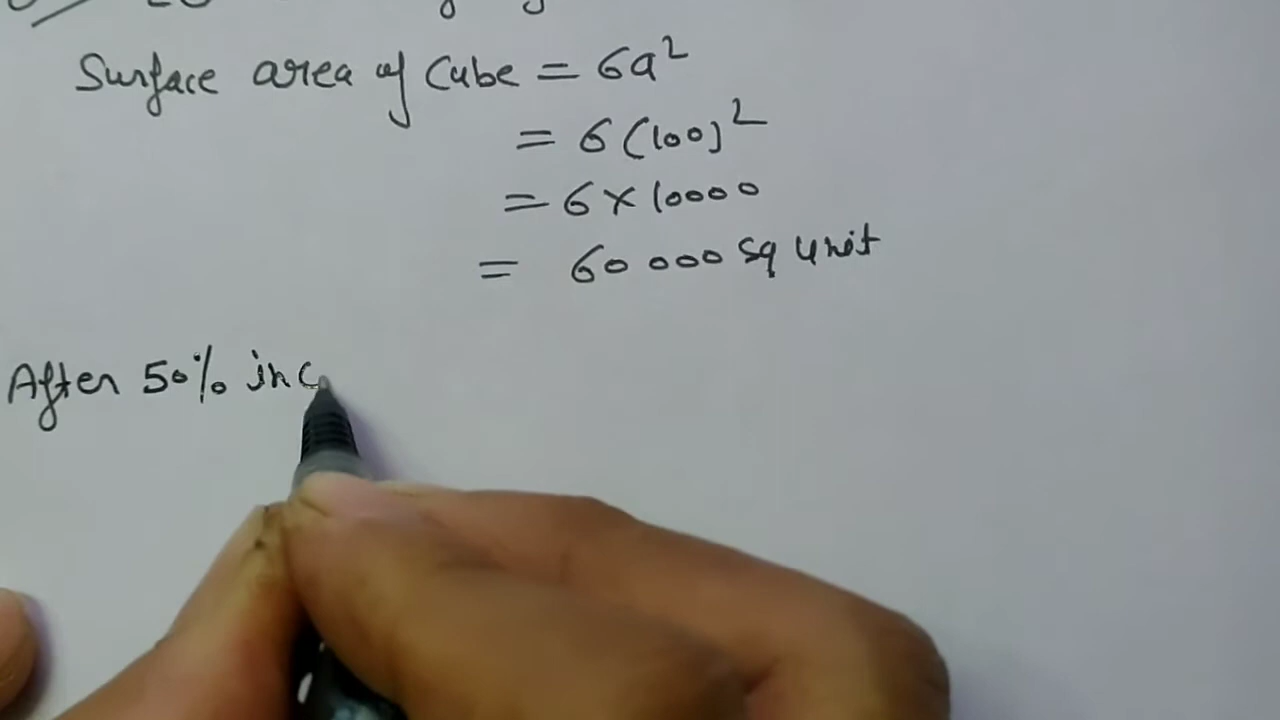 Surface area of Cube = 6a²
= 6 (100)²
= 6 × 10000
= 60000 sq unit
After 50% inc